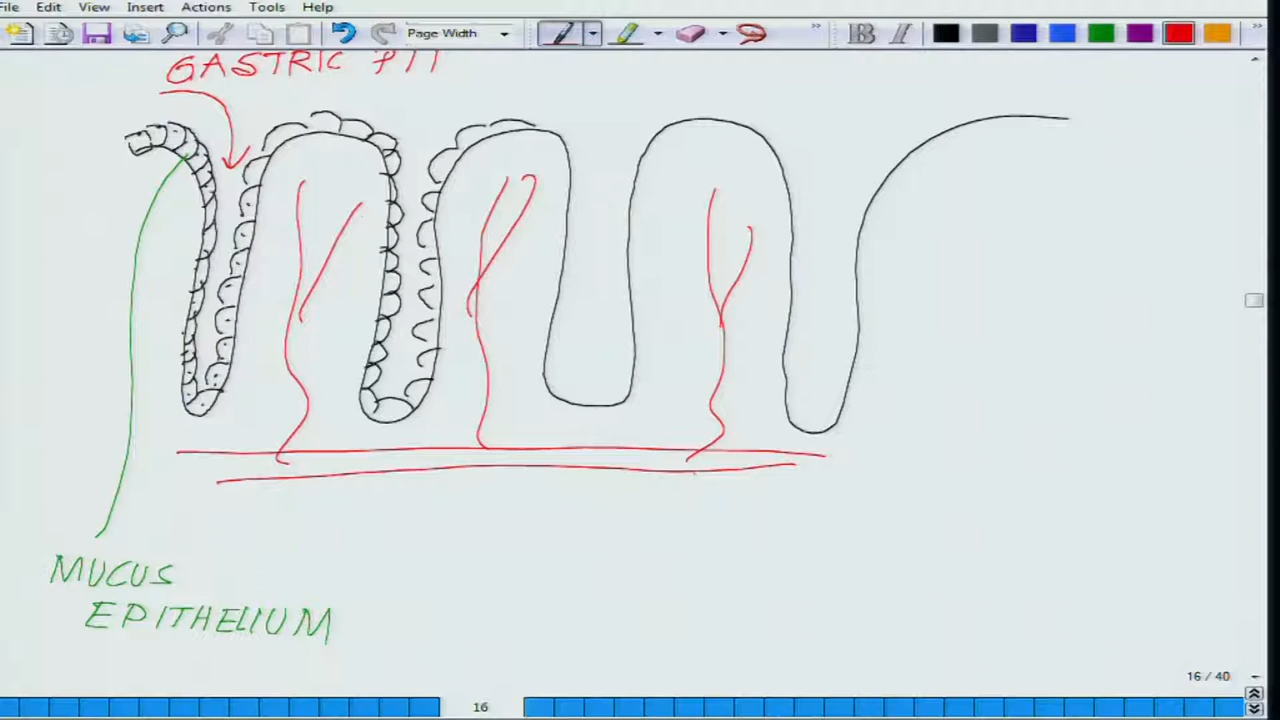 File Edit View Insert Actions Tools Help
Page Width
B I
GASTRIC PIT
MUCUS
EPITHELIUM
16 / 40
16